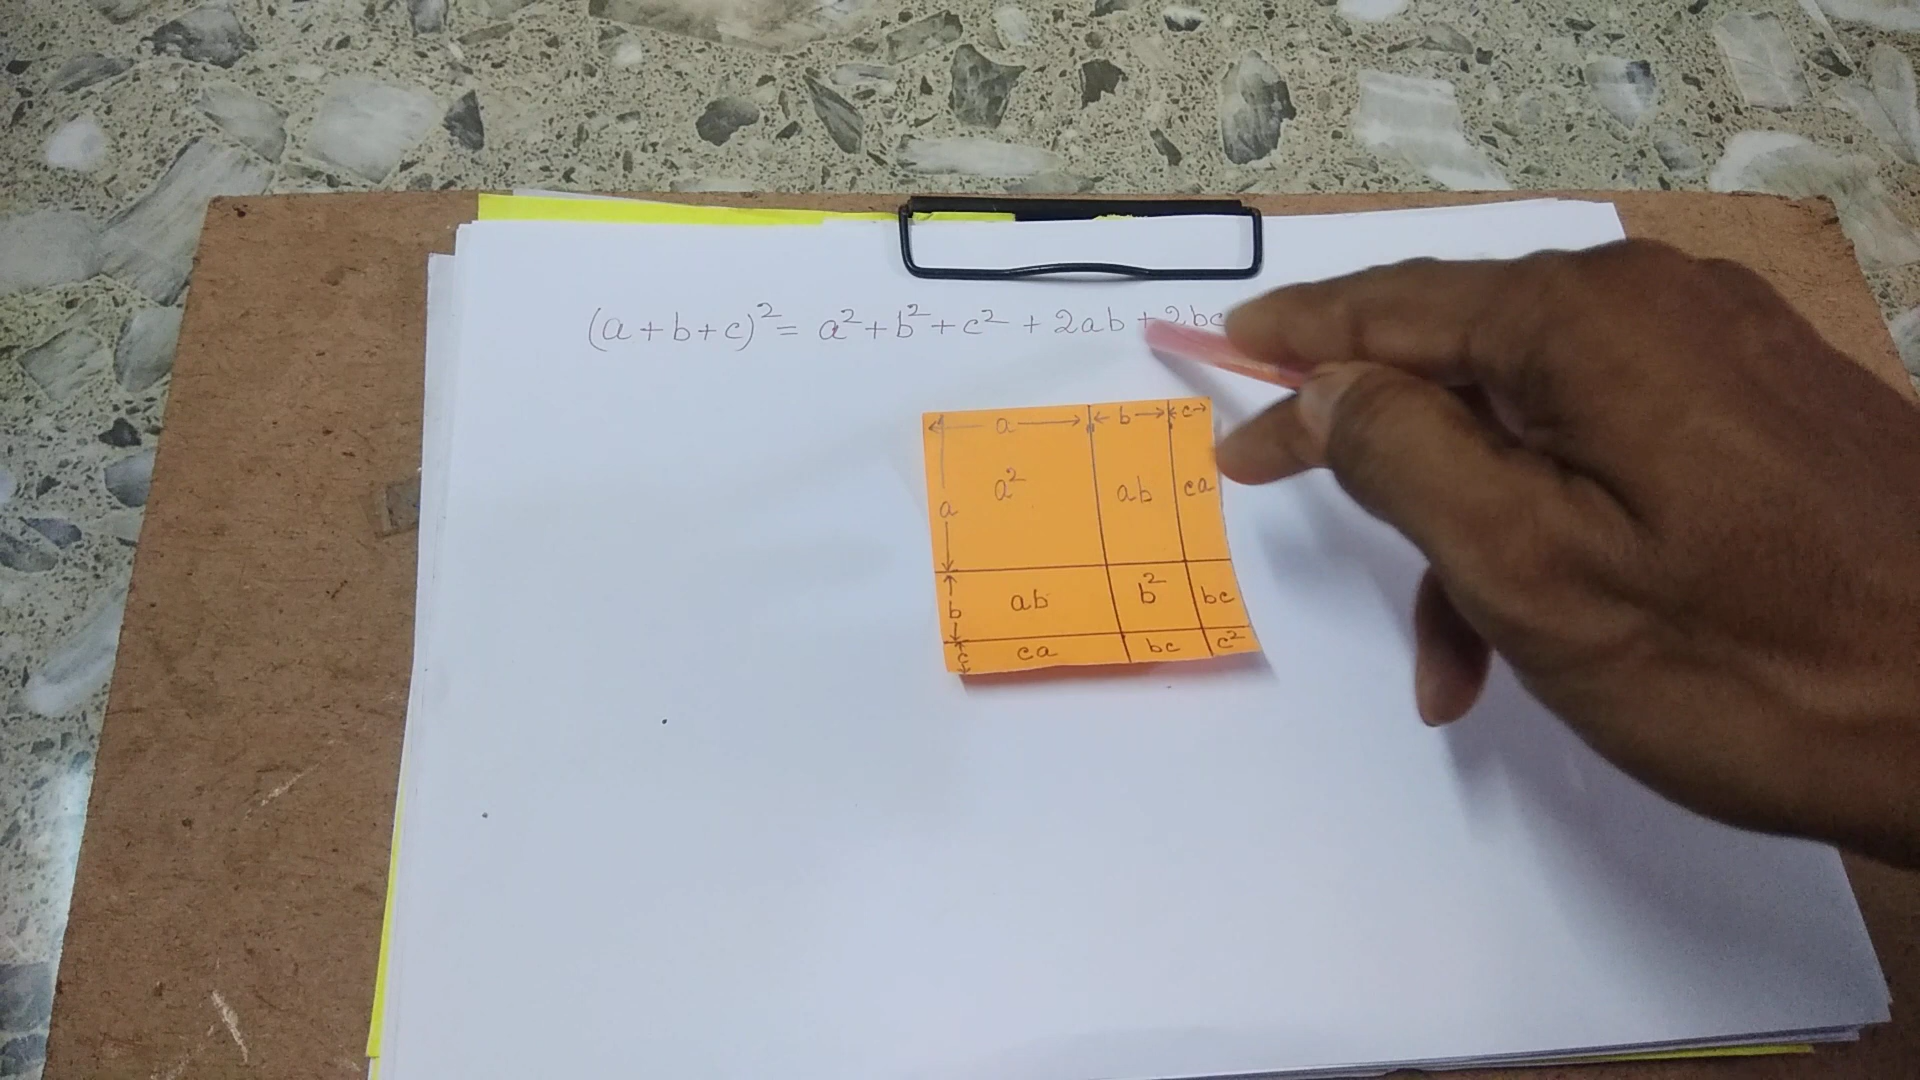 (a+b+c)²= a²+b²+c² + 2ab + 2bc
a b c
a a² ab ca
b ab b² bc
c ca bc c²